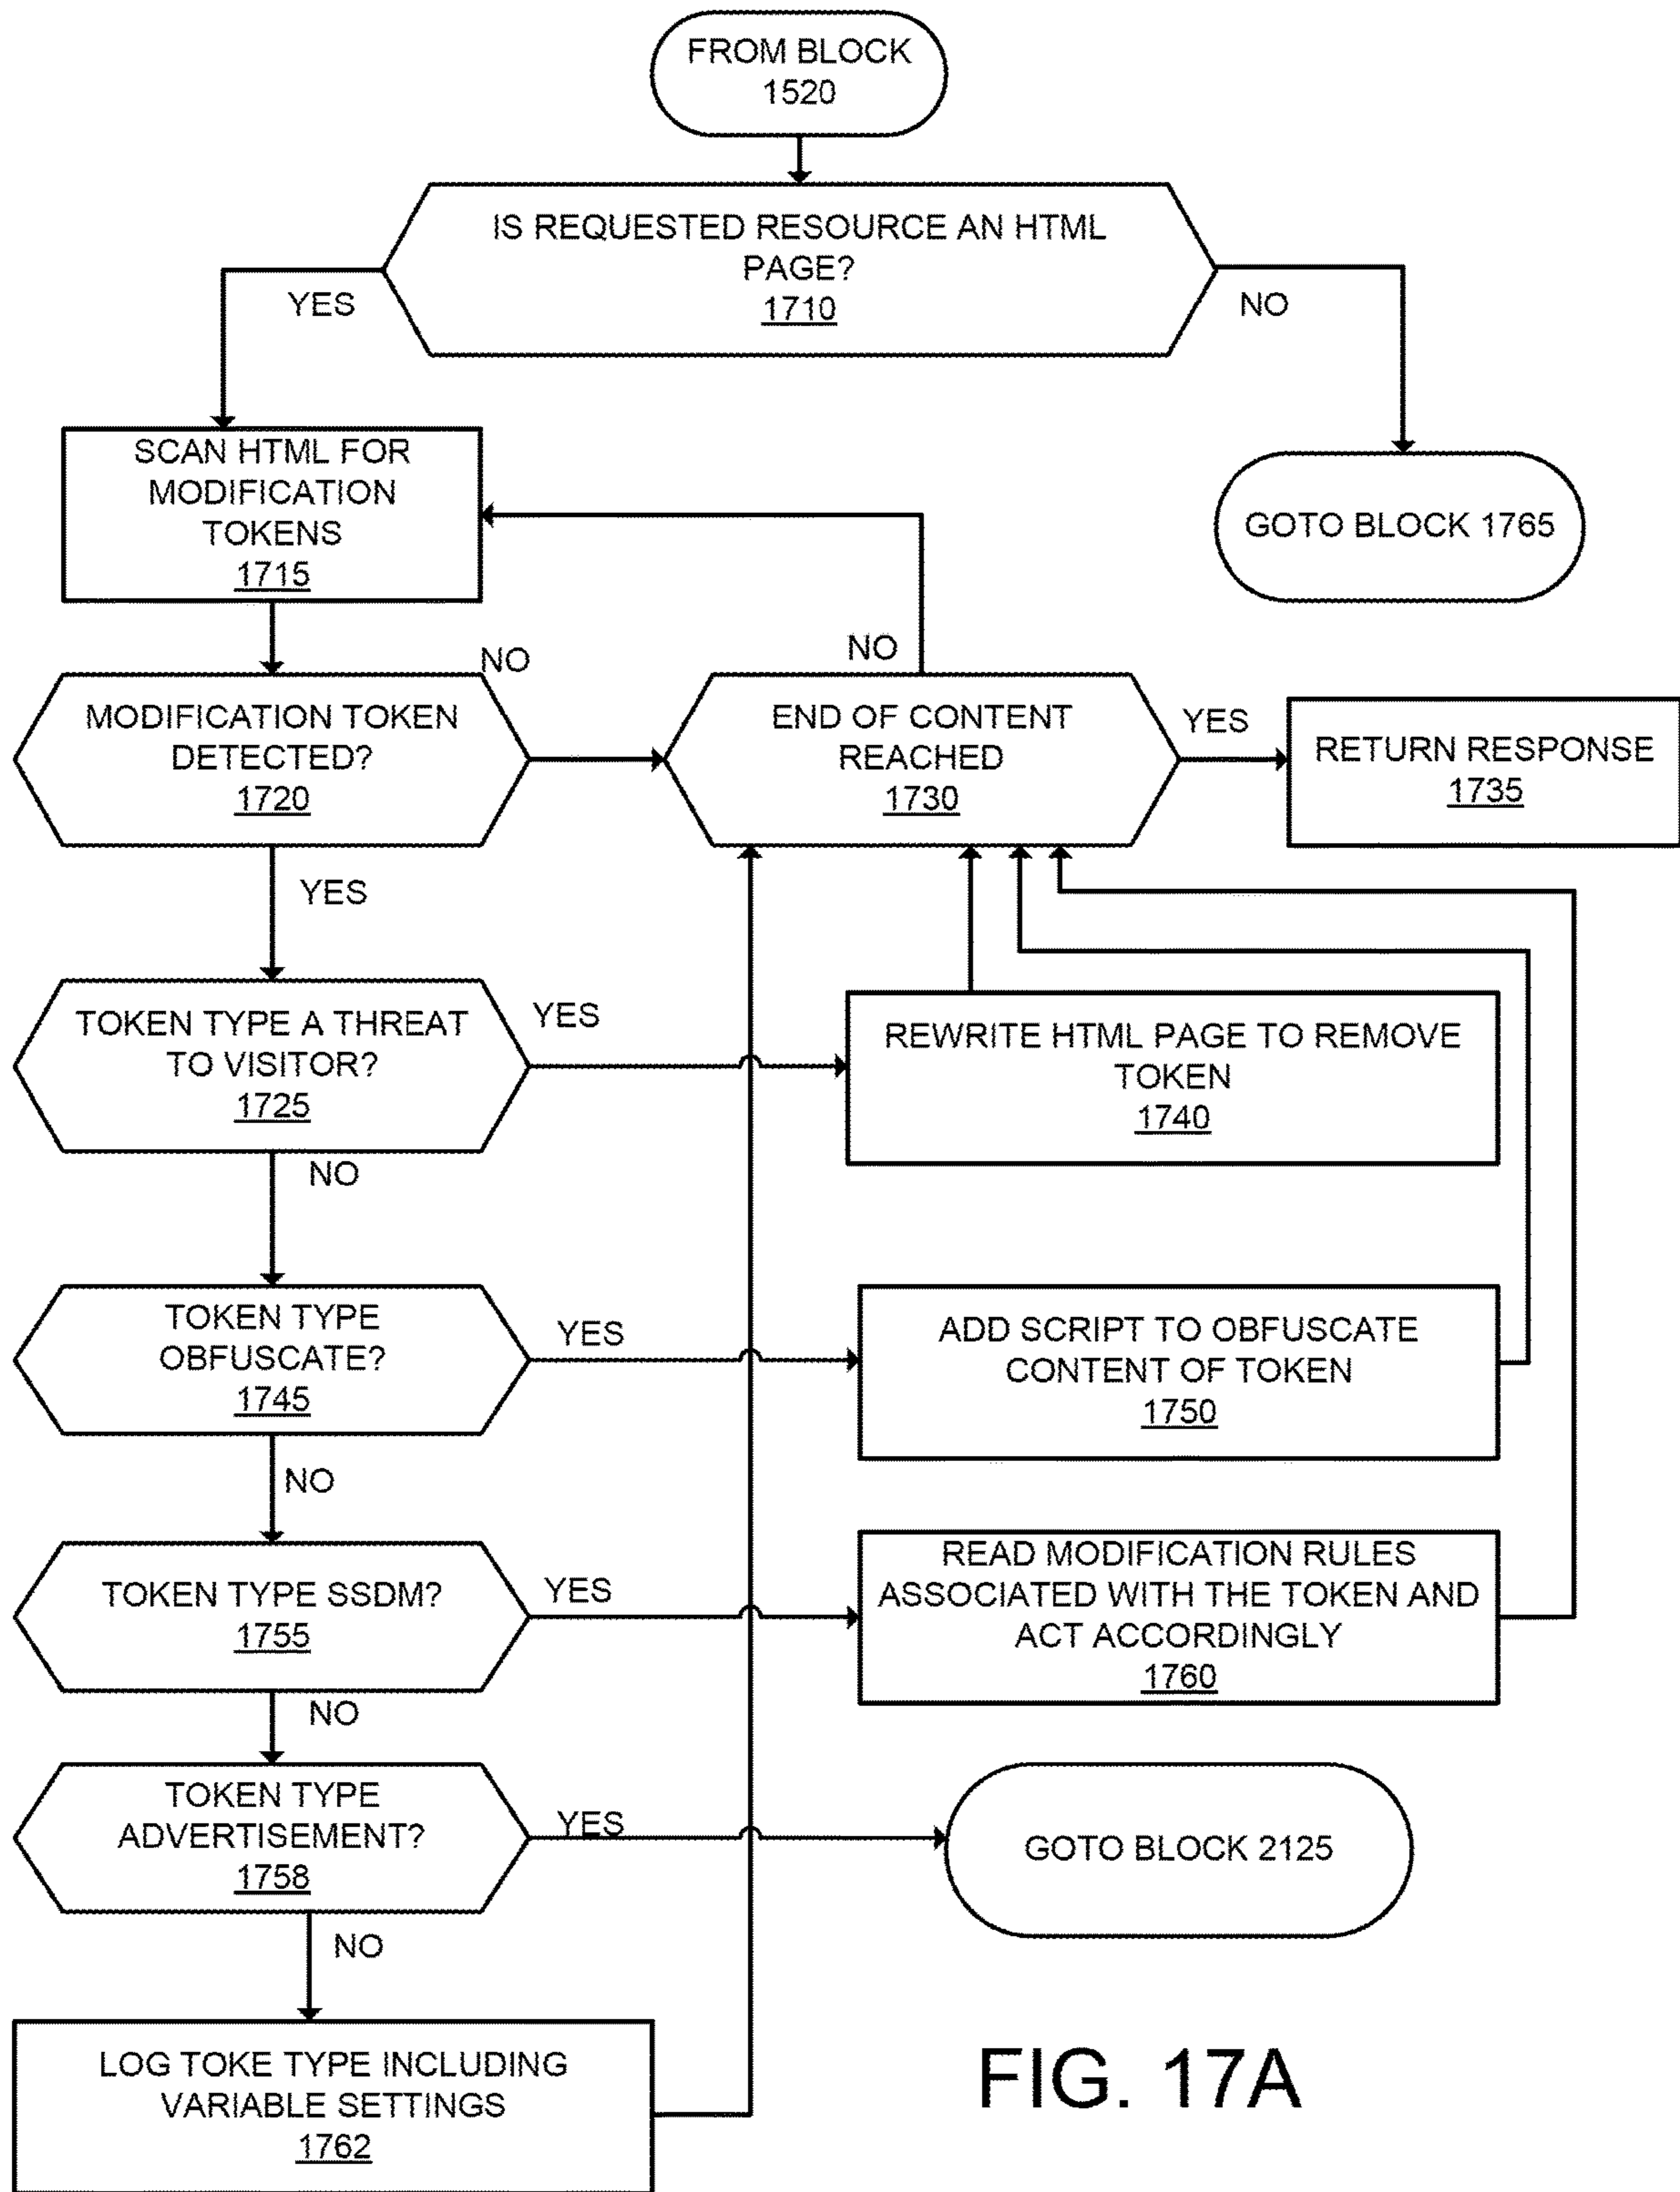 FROM BLOCK
1520
IS REQUESTED RESOURCE AN HTML
PAGE?
1710
YES
NO
SCAN HTML FOR
MODIFICATION
TOKENS
1715
GOTO BLOCK 1765
NO
NO
MODIFICATION TOKEN
DETECTED?
1720
END OF CONTENT
REACHED
1730
YES
RETURN RESPONSE
1735
YES
TOKEN TYPE A THREAT
TO VISITOR?
1725
YES
REWRITE HTML PAGE TO REMOVE
TOKEN
1740
NO
TOKEN TYPE
OBFUSCATE?
1745
YES
ADD SCRIPT TO OBFUSCATE
CONTENT OF TOKEN
1750
NO
TOKEN TYPE SSDM?
1755
YES
READ MODIFICATION RULES
ASSOCIATED WITH THE TOKEN AND
ACT ACCORDINGLY
1760
NO
TOKEN TYPE
ADVERTISEMENT?
1758
YES
GOTO BLOCK 2125
NO
LOG TOKE TYPE INCLUDING
VARIABLE SETTINGS
1762
FIG. 17A